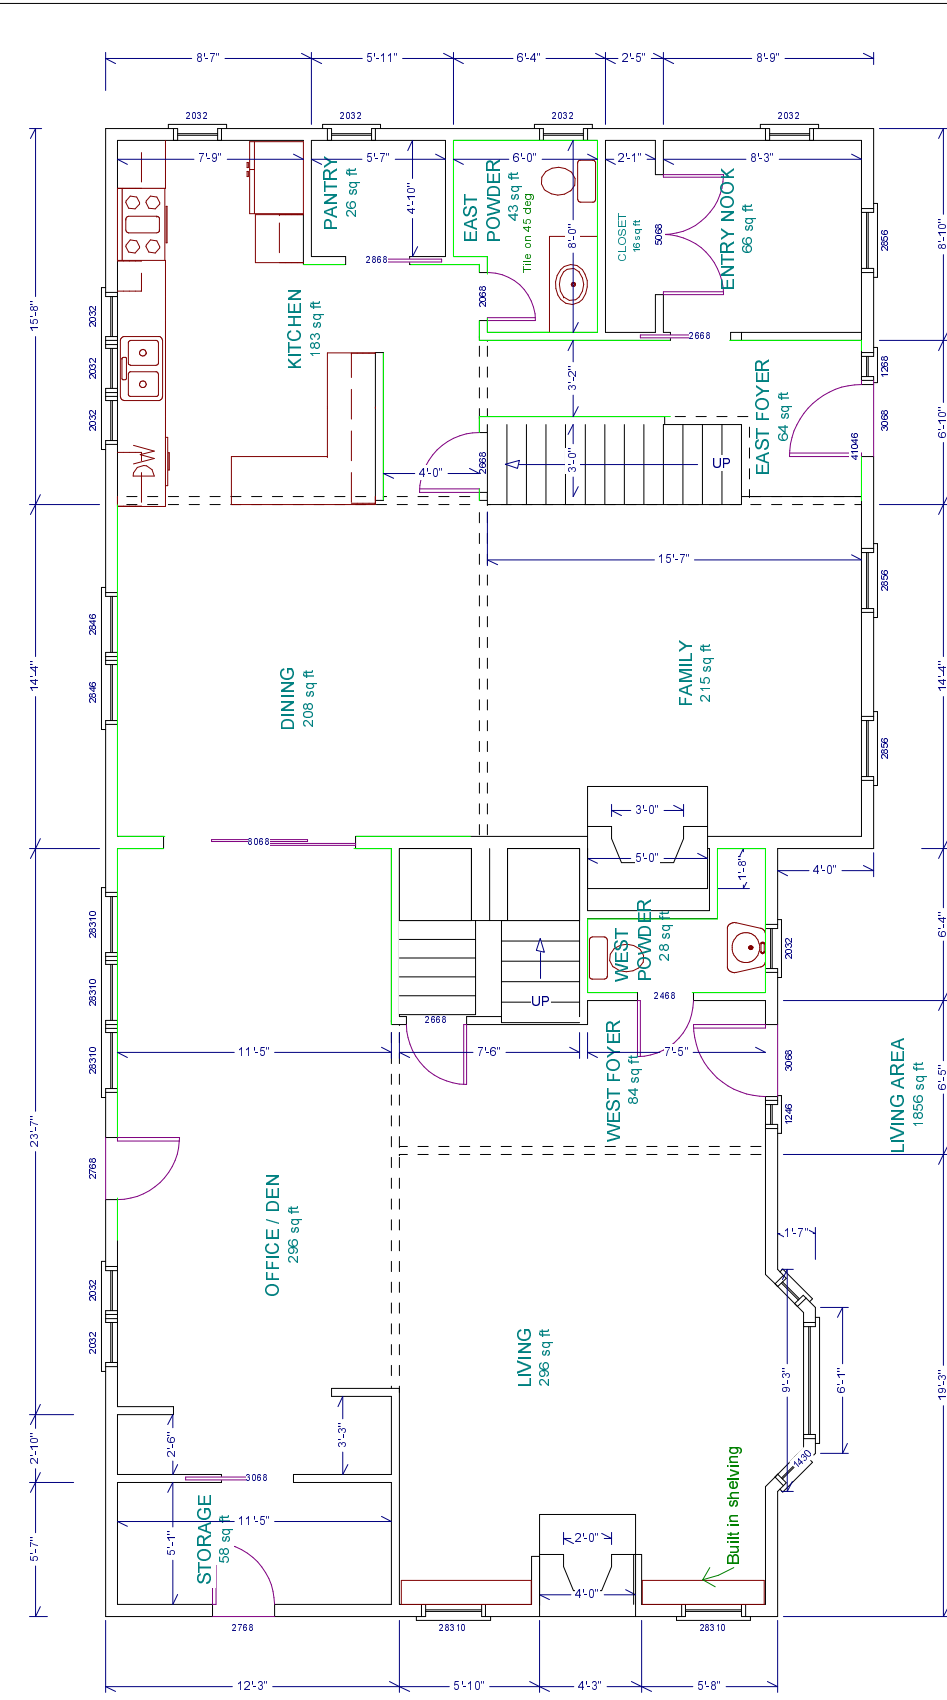 8'-7"
5'-11"
6'-4"
2'-5"
8'-9"
2032
2032
2032
2032
7'-9"
5'-7"
6'-0"
2'-1"
8'-3"
PANTRY
26 sq ft
4'-10"
EAST
POWDER
43 sq ft
Tile on 45 deg
8'-0"
CLOSET
16 sq ft
5068
ENTRY NOOK
66 sq ft
2856
8'-10"
2868
2068
15'-8"
2032
2032
2032
KITCHEN
183 sq ft
2668
3'-2"
EAST FOYER
64 sq ft
1268
3068
41046
6'-10"
4'-0"
2668
3'-0"
UP
15'-7"
2856
2846
2846
14'-4"
DINING
208 sq ft
FAMILY
215 sq ft
14'-4"
2856
3'-0"
5'-0"
8068
1'-8"
4'-0"
28310
28310
28310
WEST
POWDER
28 sq ft
2032
6'-4"
UP
2668
2468
11'-5"
7'-6"
7'-5"
WEST FOYER
84 sq ft
3068
1246
LIVING AREA
1856 sq ft
6'-5"
23'-7"
2768
OFFICE / DEN
296 sq ft
1'-7"
2032
2032
LIVING
296 sq ft
9'-3"
6'-1"
19'-3"
1430
2'-10"
2'-6"
3'-3"
3068
Built in shelving
5'-7"
5'-1"
STORAGE
58 sq ft
11'-5"
2'-0"
4'-0"
2768
28310
28310
12'-3"
5'-10"
4'-3"
5'-8"